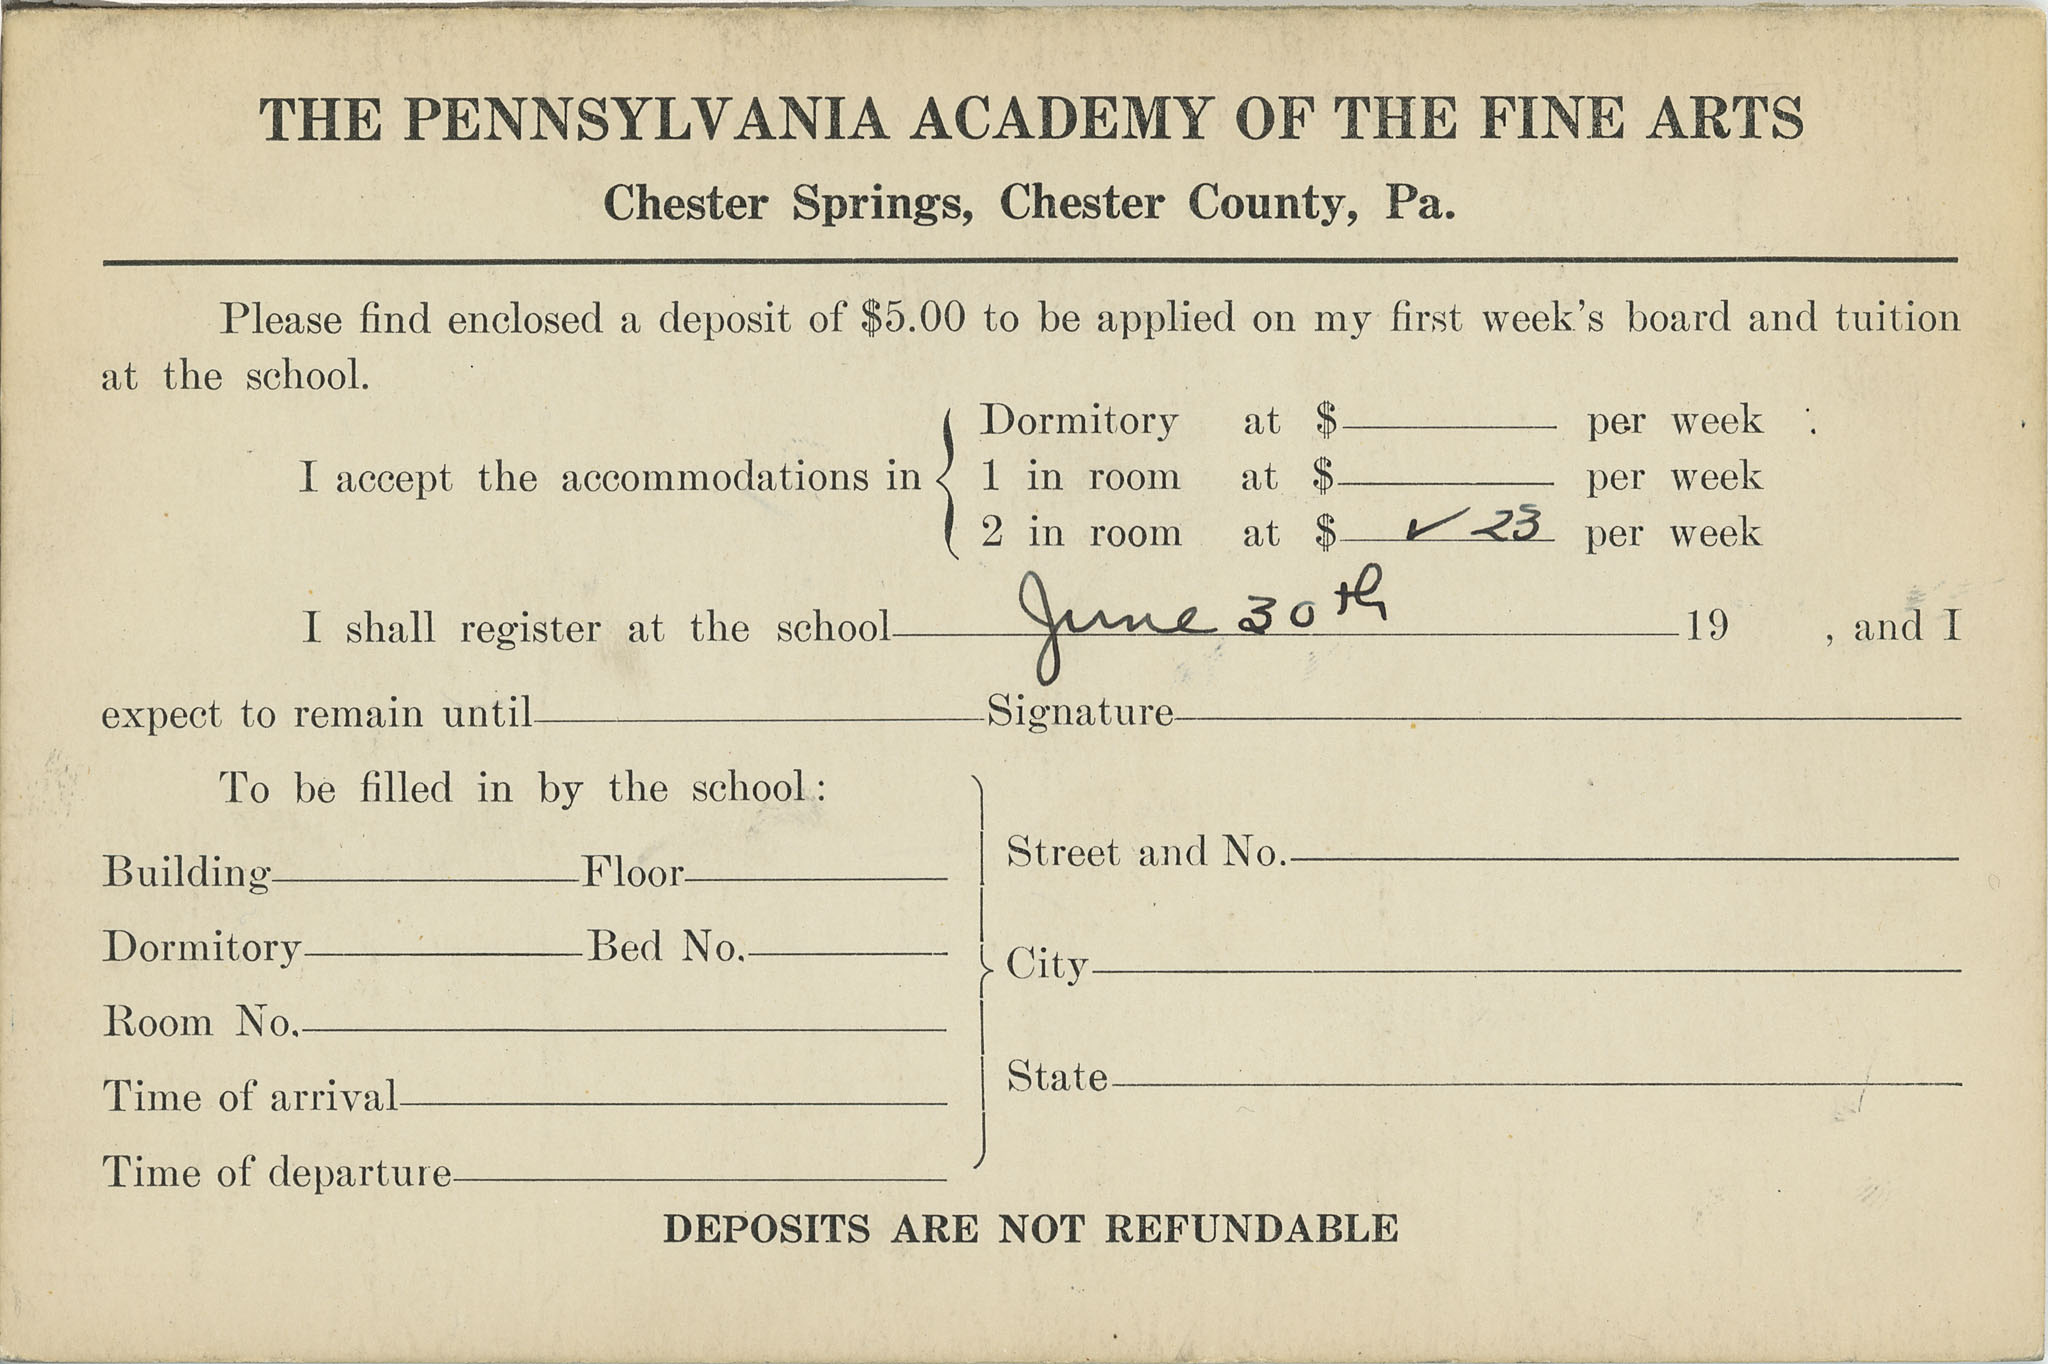 THE PENNSYLVANIA ACADEMY OF THE FINE ARTS
Chester Springs, Chester County, Pa.
Please find enclosed a deposit of $5.00 to be applied on my first week's board and tuition
at the school.
I accept the accommodations in
Dormitory at $ per week
1 in room at $ per week
2 in room at $ ✓ 23 per week
I shall register at the school June 30th 19 , and I
expect to remain until Signature
To be filled in by the school:
Building Floor
Dormitory Bed No.
Room No.
Time of arrival
Time of departure
Street and No.
City
State
DEPOSITS ARE NOT REFUNDABLE